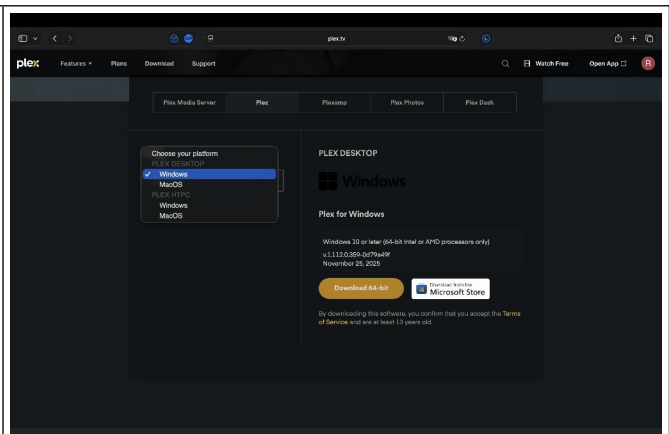 plex.tv
plex Features Plans Download Support Watch Free Open App R
Plex Media Server Plex Plexamp Plex Photos Plex Dash
Choose your platform
PLEX DESKTOP
✓ Windows
MacOS
PLEX HTPC
Windows
MacOS
PLEX DESKTOP
Windows
Plex for Windows
Windows 10 or later (64-bit Intel or AMD processors only)
v.1.112.0.359-0d79a49f
November 25, 2025
Download 64-bit
Download from the
Microsoft Store
By downloading this software, you confirm that you accept the Terms
of Service and are at least 13 years old.